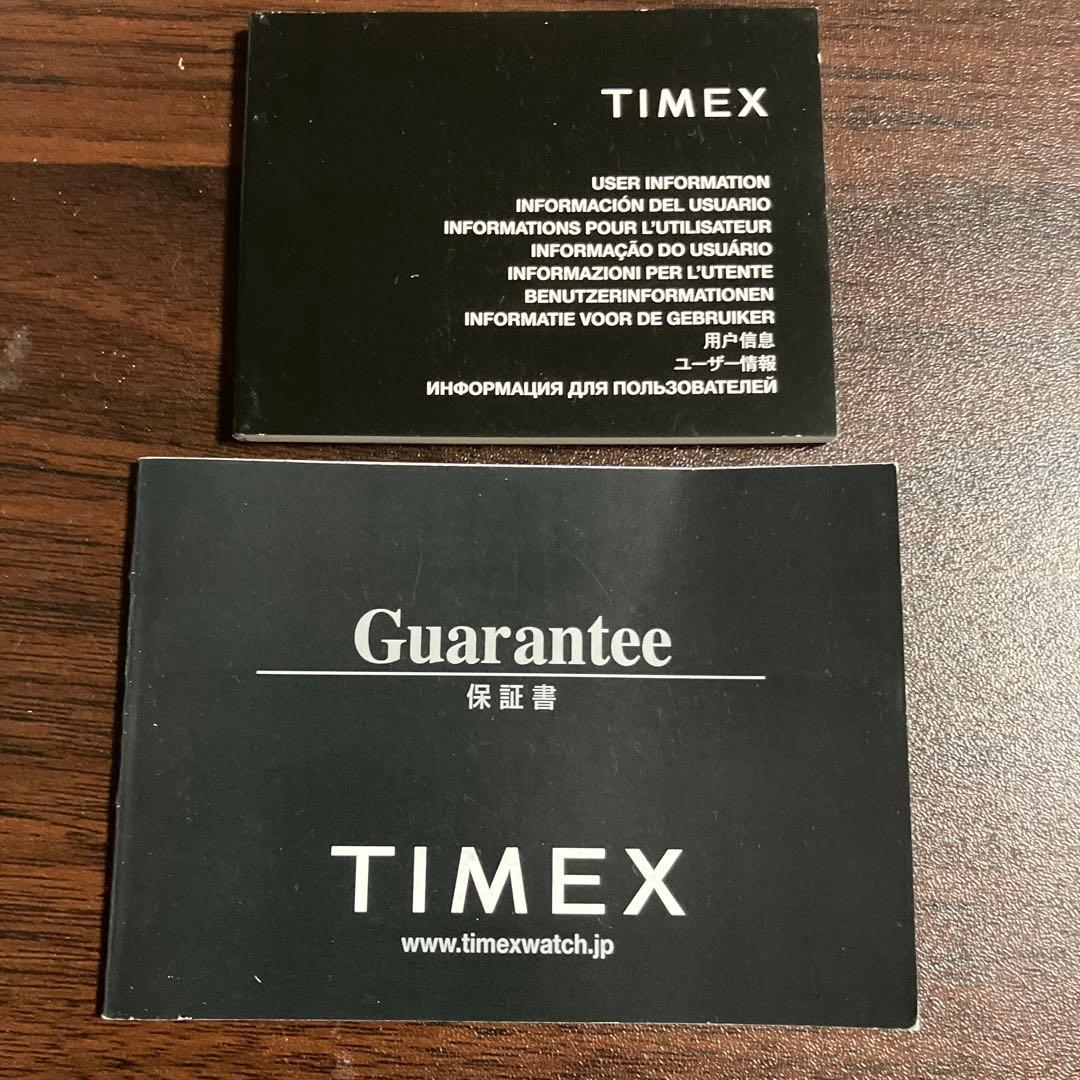 TIMEX
USER INFORMATION
INFORMACIÓN DEL USUARIO
INFORMATIONS POUR L'UTILISATEUR
INFORMAÇÃO DO USUÁRIO
INFORMAZIONI PER L'UTENTE
BENUTZERINFORMATIONEN
INFORMATIE VOOR DE GEBRUIKER
用户信息
ユーザー情報
ИНФОРМАЦИЯ ДЛЯ ПОЛЬЗОВАТЕЛЕЙ
Guarantee
保証書
TIMEX
www.timexwatch.jp